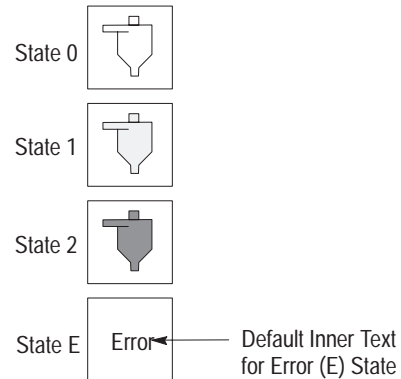 State 0
State 1
State 2
State E
Error
Default Inner Text
for Error (E) State